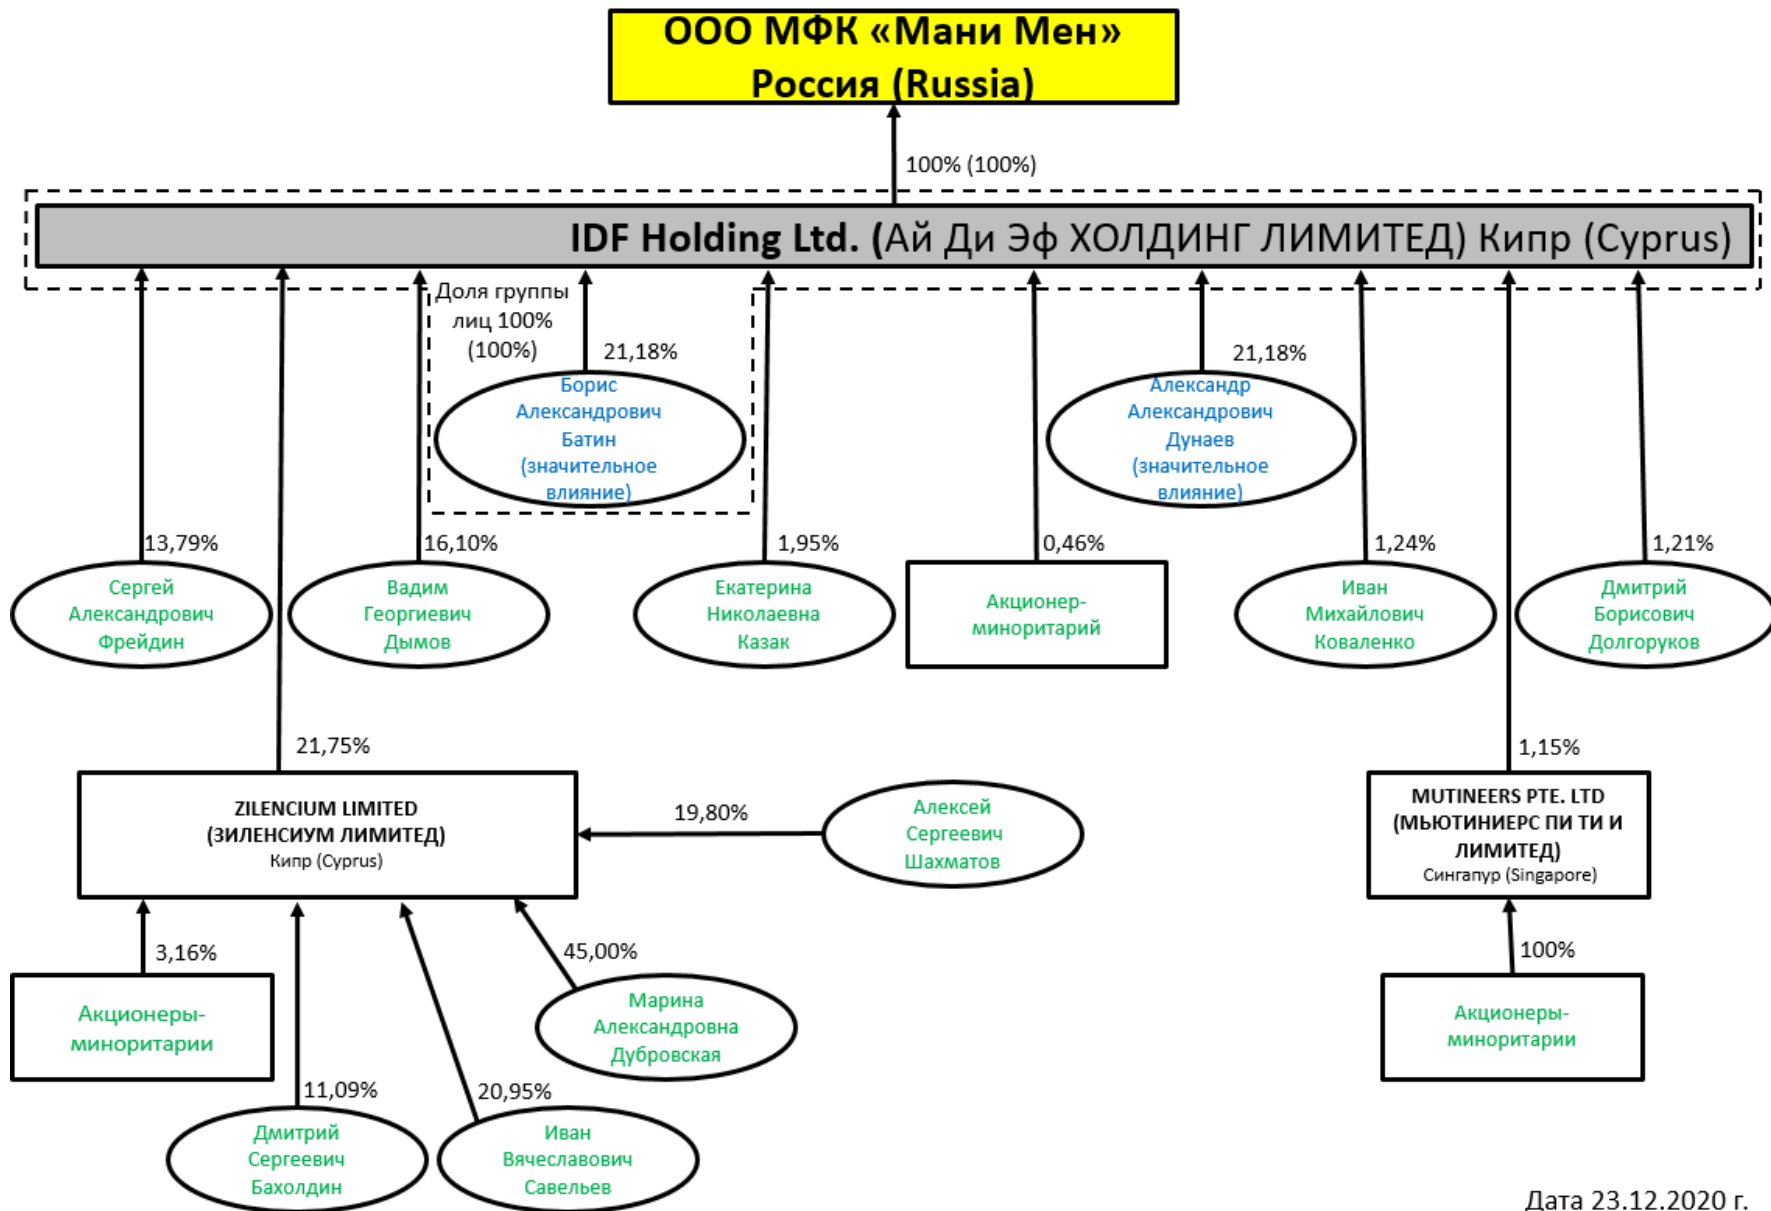 ООО МФК «Мани Мен»
Россия (Russia)
100% (100%)
IDF Holding Ltd. (Ай Ди Эф ХОЛДИНГ ЛИМИТЕД) Кипр (Cyprus)
Доля группы
лиц 100%
(100%)
21,18%
Борис
Александрович
Батин
(значительное
влияние)
21,18%
Александр
Александрович
Дунаев
(значительное
влияние)
13,79%
Сергей
Александрович
Фрейдин
16,10%
Вадим
Георгиевич
Дымов
1,95%
Екатерина
Николаевна
Казак
0,46%
Акционер-
миноритарий
1,24%
Иван
Михайлович
Коваленко
1,21%
Дмитрий
Борисович
Долгоруков
21,75%
ZILENCIUM LIMITED
(ЗИЛЕНСИУМ ЛИМИТЕД)
Кипр (Cyprus)
19,80%
Алексей
Сергеевич
Шахматов
1,15%
MUTINEERS PTE. LTD
(МЬЮТИНИЕРС ПИ ТИ И
ЛИМИТЕД)
Сингапур (Singapore)
3,16%
Акционеры-
миноритарии
45,00%
Марина
Александровна
Дубровская
100%
Акционеры-
миноритарии
11,09%
Дмитрий
Сергеевич
Бахолдин
20,95%
Иван
Вячеславович
Савельев
Дата 23.12.2020 г.